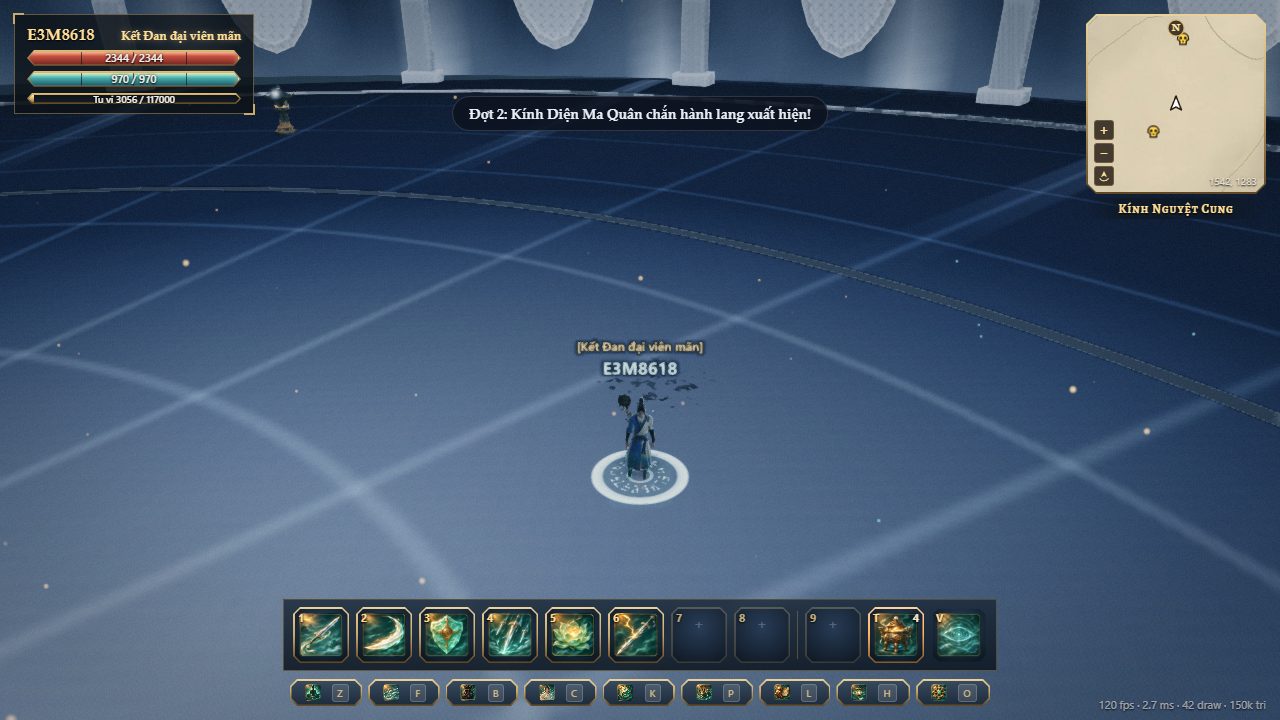 E3M8618 Kết Đan đại viên mãn
2344 / 2344
970 / 970
Tu vi 3056 / 117000
Đợt 2: Kính Diện Ma Quân chắn hành lang xuất hiện!
N
+
−
1542, 1283
Kính Nguyệt Cung
[Kết Đan đại viên mãn]
E3M8618
1 2 3 4 5 6 7 + 8 + 9 + T 4 V
Z F B C K P L H O
120 fps · 2.7 ms · 42 draw · 150k tri